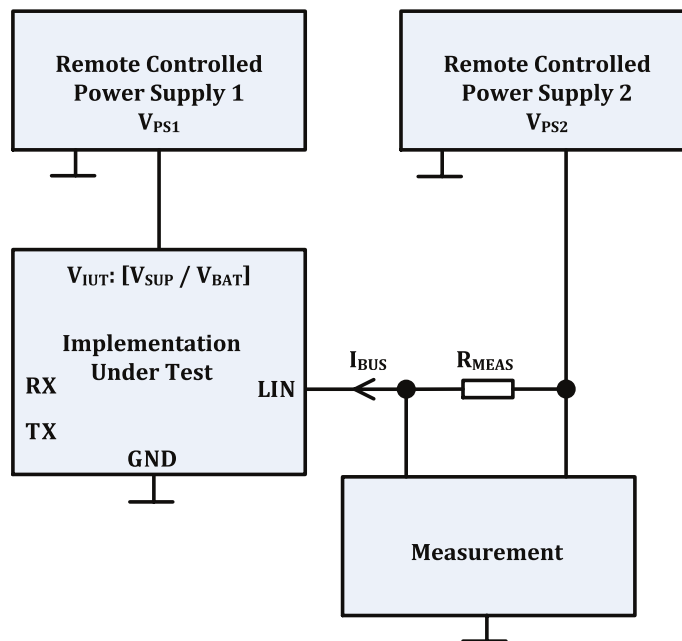 Remote Controlled
Power Supply 1
VPS1
Remote Controlled
Power Supply 2
VPS2
VIUT: [VSUP / VBAT]
Implementation
Under Test
RX
TX
LIN
GND
IBUS
RMEAS
Measurement